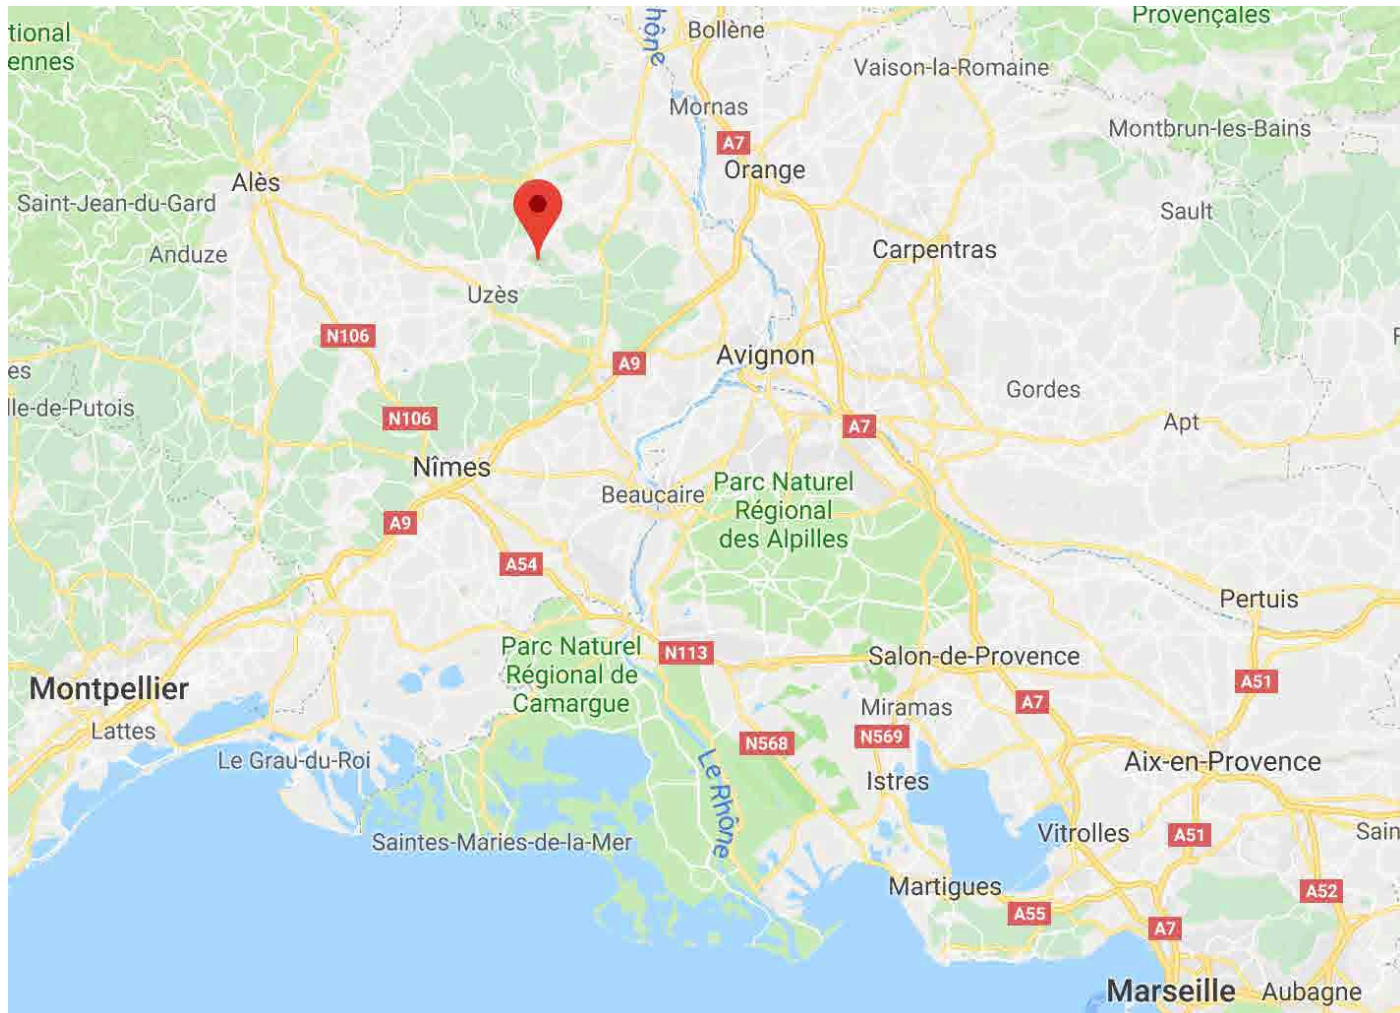 Provençales
Bollène
tional
ennes
hône
Vaison-la-Romaine
Mornas
Montbrun-les-Bains
A7
Orange
Alès
Saint-Jean-du-Gard
Sault
Anduze
Carpentras
Uzès
N106
Avignon
A9
es
Gordes
lle-de-Putois
N106
Apt
A7
Nîmes
Beaucaire
Parc Naturel
Régional
des Alpilles
A9
A54
Pertuis
Parc Naturel
Régional de
Camargue
N113
Salon-de-Provence
A51
Montpellier
A7
Miramas
Lattes
N568
N569
Le Grau-du-Roi
Aix-en-Provence
Istres
Le Rhône
Saintes-Maries-de-la-Mer
Vitrolles
A51
Sain
Martigues
A55
A52
A7
Marseille
Aubagne